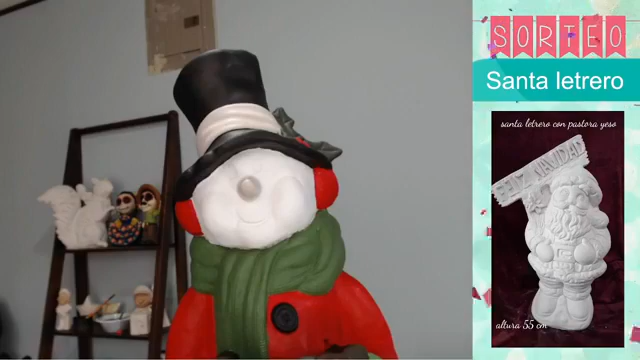 SORTEO
Santa letrero
santa letrero con pastora yeso
FELIZ NAVIDAD
altura 55 cm